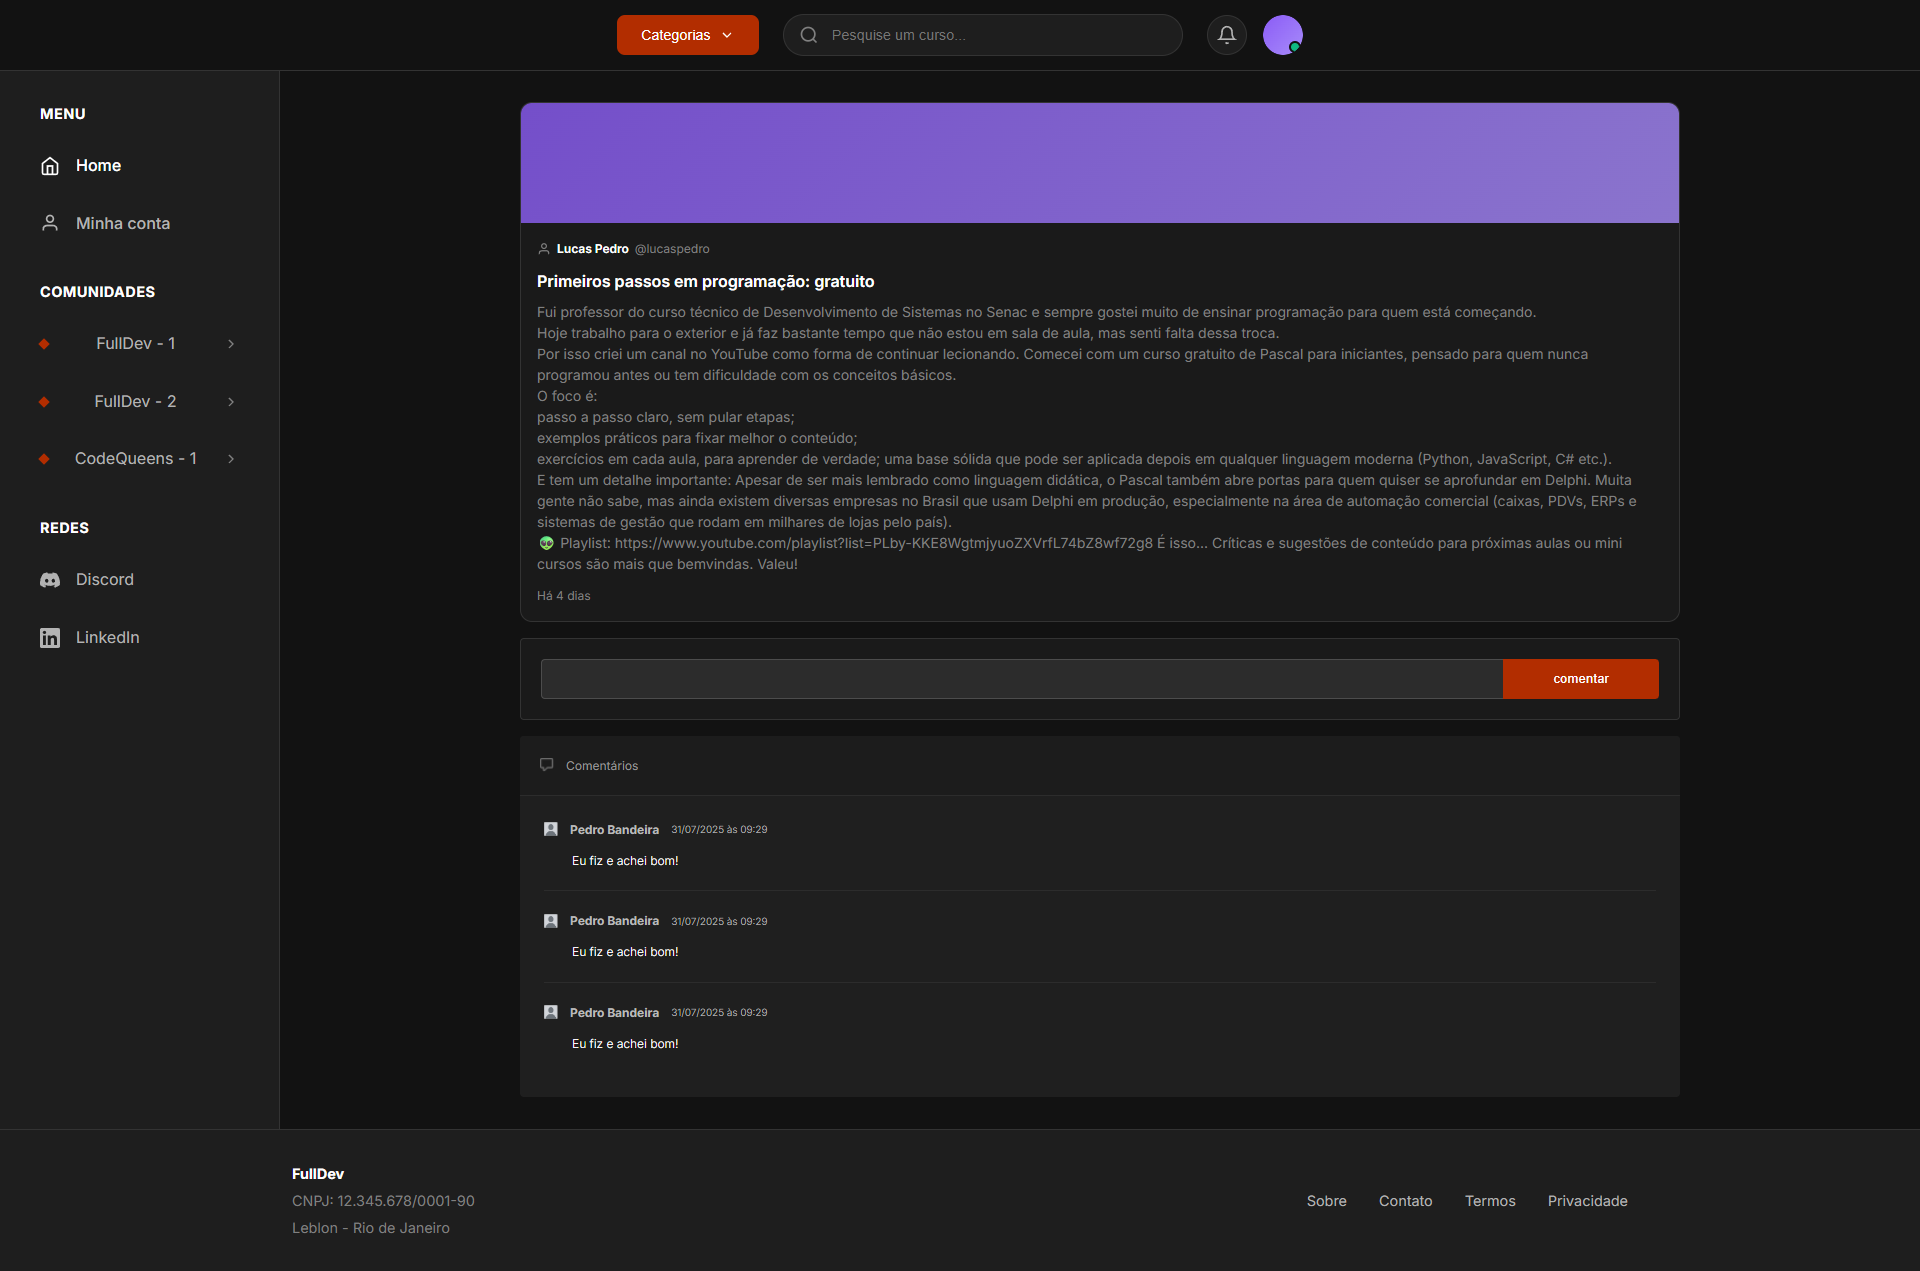 Categorias
Pesquise um curso...
MENU
Home
Minha conta
COMUNIDADES
FullDev - 1
FullDev - 2
CodeQueens - 1
REDES
Discord
LinkedIn
Lucas Pedro @lucaspedro
Primeiros passos em programação: gratuito
Fui professor do curso técnico de Desenvolvimento de Sistemas no Senac e sempre gostei muito de ensinar programação para quem está começando.
Hoje trabalho para o exterior e já faz bastante tempo que não estou em sala de aula, mas senti falta dessa troca.
Por isso criei um canal no YouTube como forma de continuar lecionando. Comecei com um curso gratuito de Pascal para iniciantes, pensado para quem nunca
programou antes ou tem dificuldade com os conceitos básicos.
O foco é:
passo a passo claro, sem pular etapas;
exemplos práticos para fixar melhor o conteúdo;
exercícios em cada aula, para aprender de verdade; uma base sólida que pode ser aplicada depois em qualquer linguagem moderna (Python, JavaScript, C# etc.).
E tem um detalhe importante: Apesar de ser mais lembrado como linguagem didática, o Pascal também abre portas para quem quiser se aprofundar em Delphi. Muita
gente não sabe, mas ainda existem diversas empresas no Brasil que usam Delphi em produção, especialmente na área de automação comercial (caixas, PDVs, ERPs e
sistemas de gestão que rodam em milhares de lojas pelo país).
👽 Playlist: https://www.youtube.com/playlist?list=PLby-KKE8WgtmjyuoZXVrfL74bZ8wf72g8 É isso... Críticas e sugestões de conteúdo para próximas aulas ou mini
cursos são mais que bemvindas. Valeu!
Há 4 dias
comentar
Comentários
Pedro Bandeira 31/07/2025 às 09:29
Eu fiz e achei bom!
Pedro Bandeira 31/07/2025 às 09:29
Eu fiz e achei bom!
Pedro Bandeira 31/07/2025 às 09:29
Eu fiz e achei bom!
FullDev
CNPJ: 12.345.678/0001-90
Leblon - Rio de Janeiro
Sobre Contato Termos Privacidade